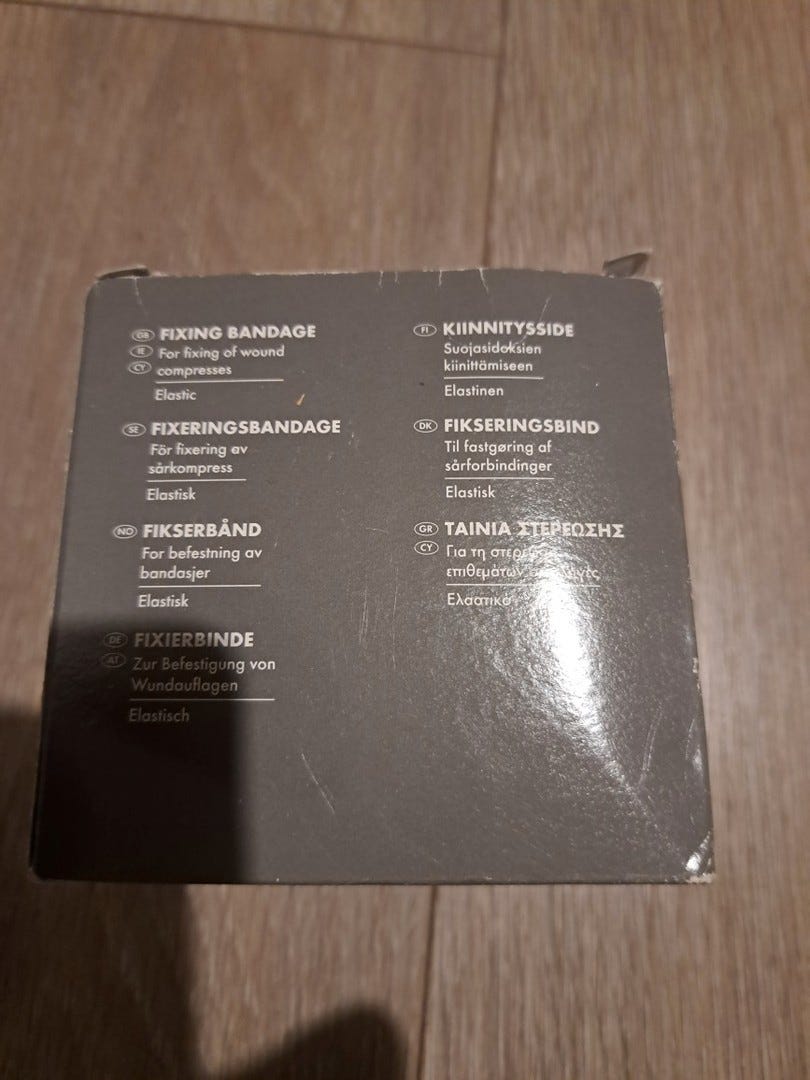 GB FIXING BANDAGE
IE For fixing of wound
CY compresses
Elastic
SE FIXERINGSBANDAGE
För fixering av
sårkompress
Elastisk
NO FIKSERBÅND
For befestning av
bandasjer
Elastisk
DE FIXIERBINDE
AT Zur Befestigung von
Wundauflagen
Elastisch
FI KIINNITYSSIDE
Suojasidoksien
kiinittämiseen
Elastinen
DK FIKSERINGSBIND
Til fastgøring af
sårforbindinger
Elastisk
GR ΤΑΙΝΙΑ ΣΤΕΡΕΩΣΗΣ
CY Για τη
επιθεμάτων
Ελαστικό